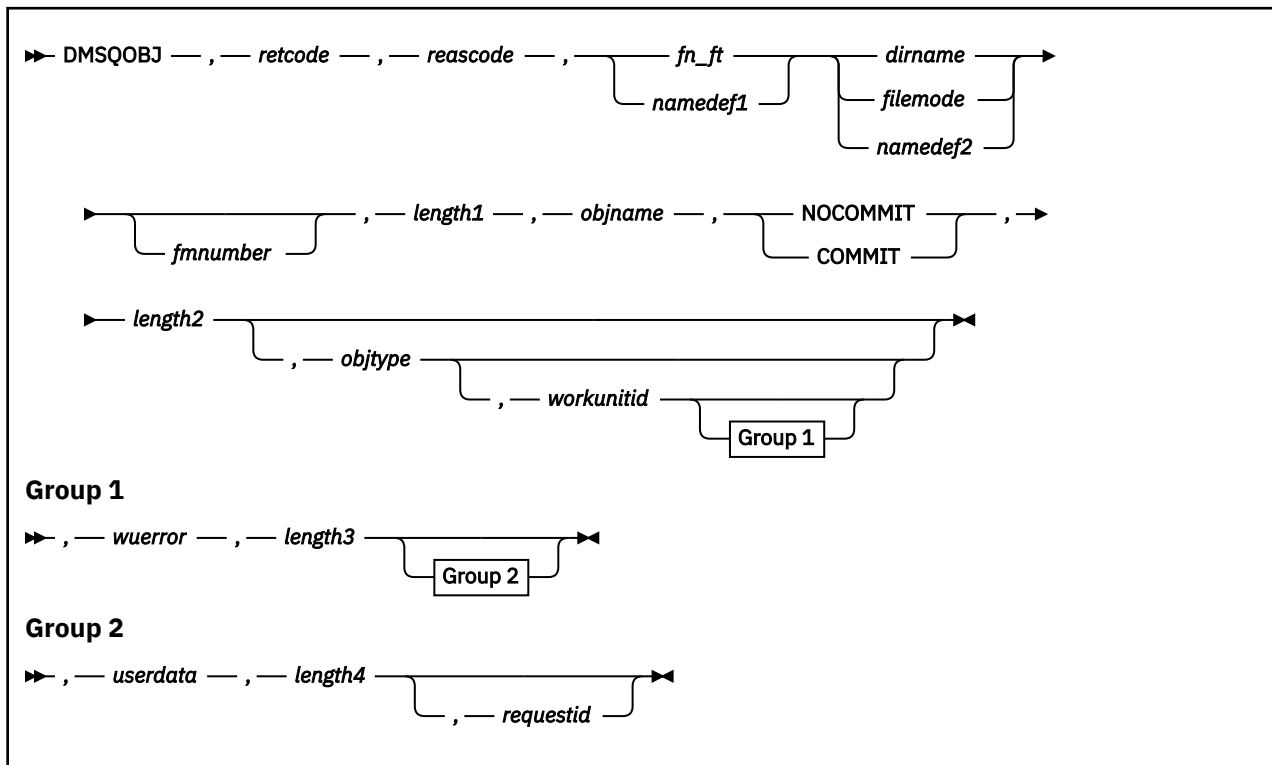 DMSQOBJ , retcode , reascode , fn_ft dirname
namedef1 filemode
namedef2
, length1 , objname , NOCOMMIT ,
fmnumber COMMIT
length2
, objtype
, workunitid
Group 1
Group 1
, wuerror , length3
Group 2
Group 2
, userdata , length4
, requestid